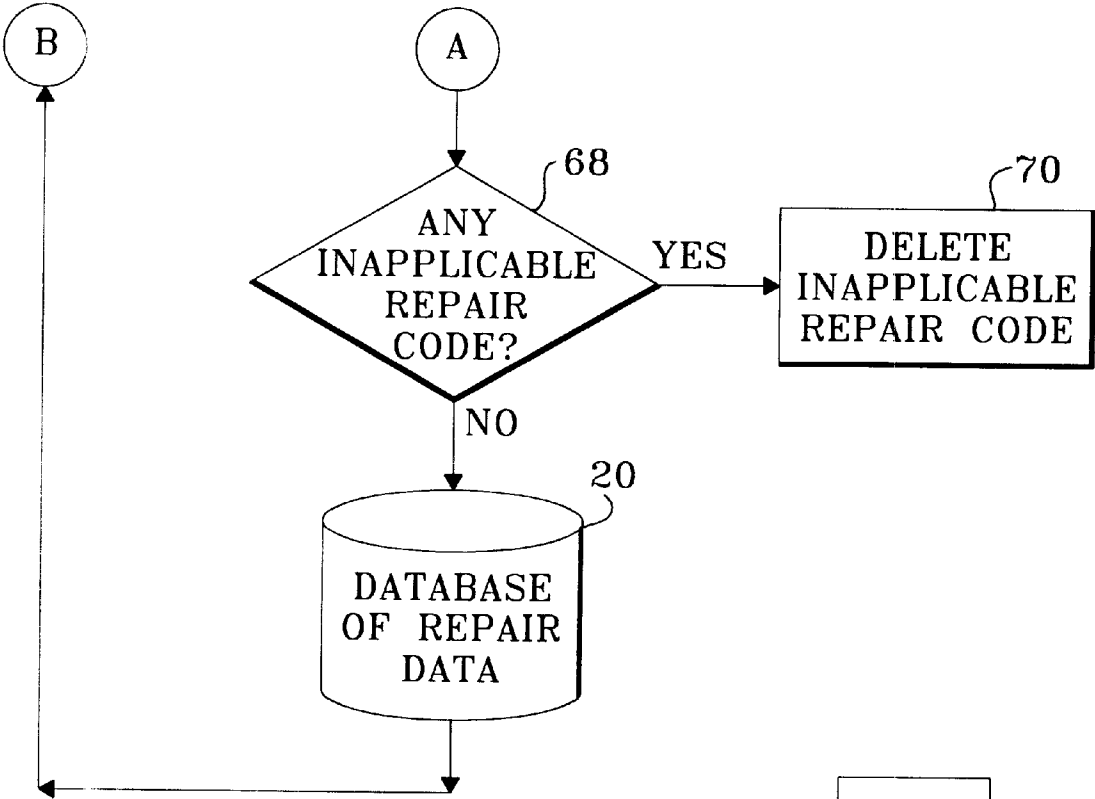 B
A
68
70
ANY
INAPPLICABLE
REPAIR
CODE?
YES
DELETE
INAPPLICABLE
REPAIR CODE
NO
20
DATABASE
OF REPAIR
DATA